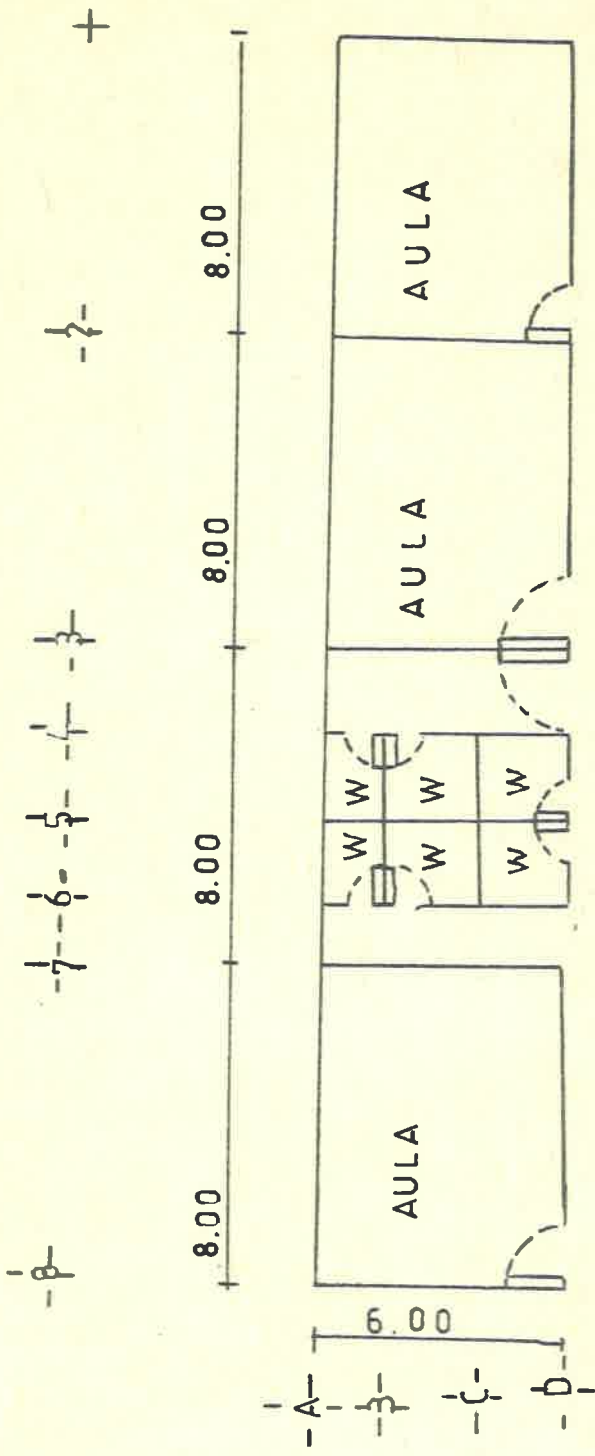 -8-
-7-
-6-
-5-
-4-
-3-
-2-
8.00
8.00
8.00
8.00
AULA
W
W
W
W
W
W
AULA
AULA
6.00
-A-
-C-
-D-